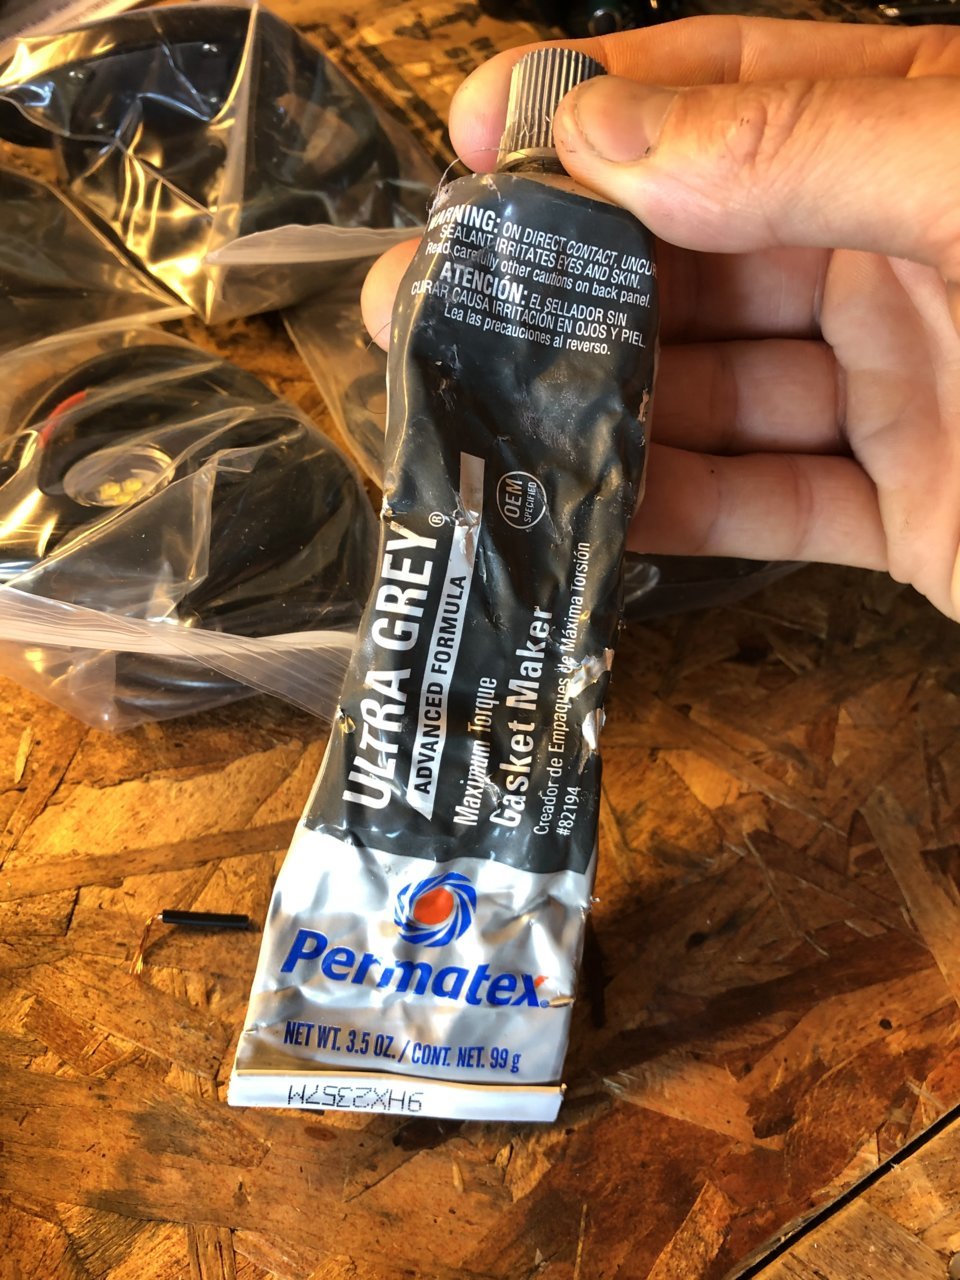 WARNING: ON DIRECT CONTACT, UNCUR
SEALANT IRRITATES EYES AND SKIN.
Read carefully other cautions on back panel.
ATENCIÓN: EL SELLADOR SIN
CURAR CAUSA IRRITACIÓN EN OJOS Y PIEL.
Lea las precauciones al reverso.
OEM
SPECIFIED
ULTRA GREY®
ADVANCED FORMULA
Maximum Torque
Gasket Maker
Creador de Empaques de Máxima Torsión
#82194
Permatex
NET WT. 3.5 OZ. / CONT. NET. 99 g
9HX2357M